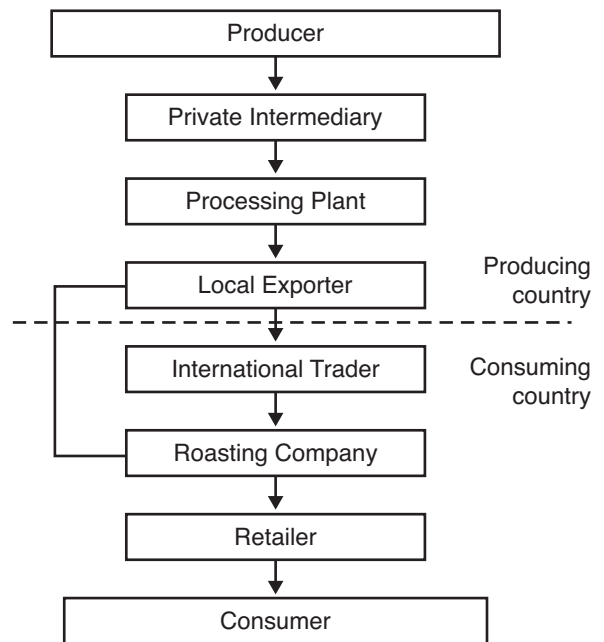 Producer
Private Intermediary
Processing Plant
Local Exporter
Producing
country
International Trader
Consuming
country
Roasting Company
Retailer
Consumer